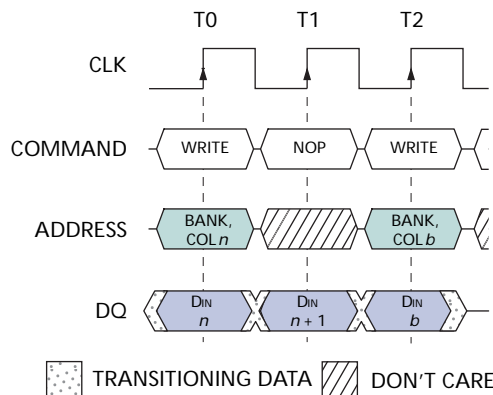 T0 T1 T2
CLK
COMMAND WRITE NOP WRITE
ADDRESS BANK, COL n BANK, COL b
DQ DIN n DIN n + 1 DIN b
TRANSITIONING DATA DON'T CARE